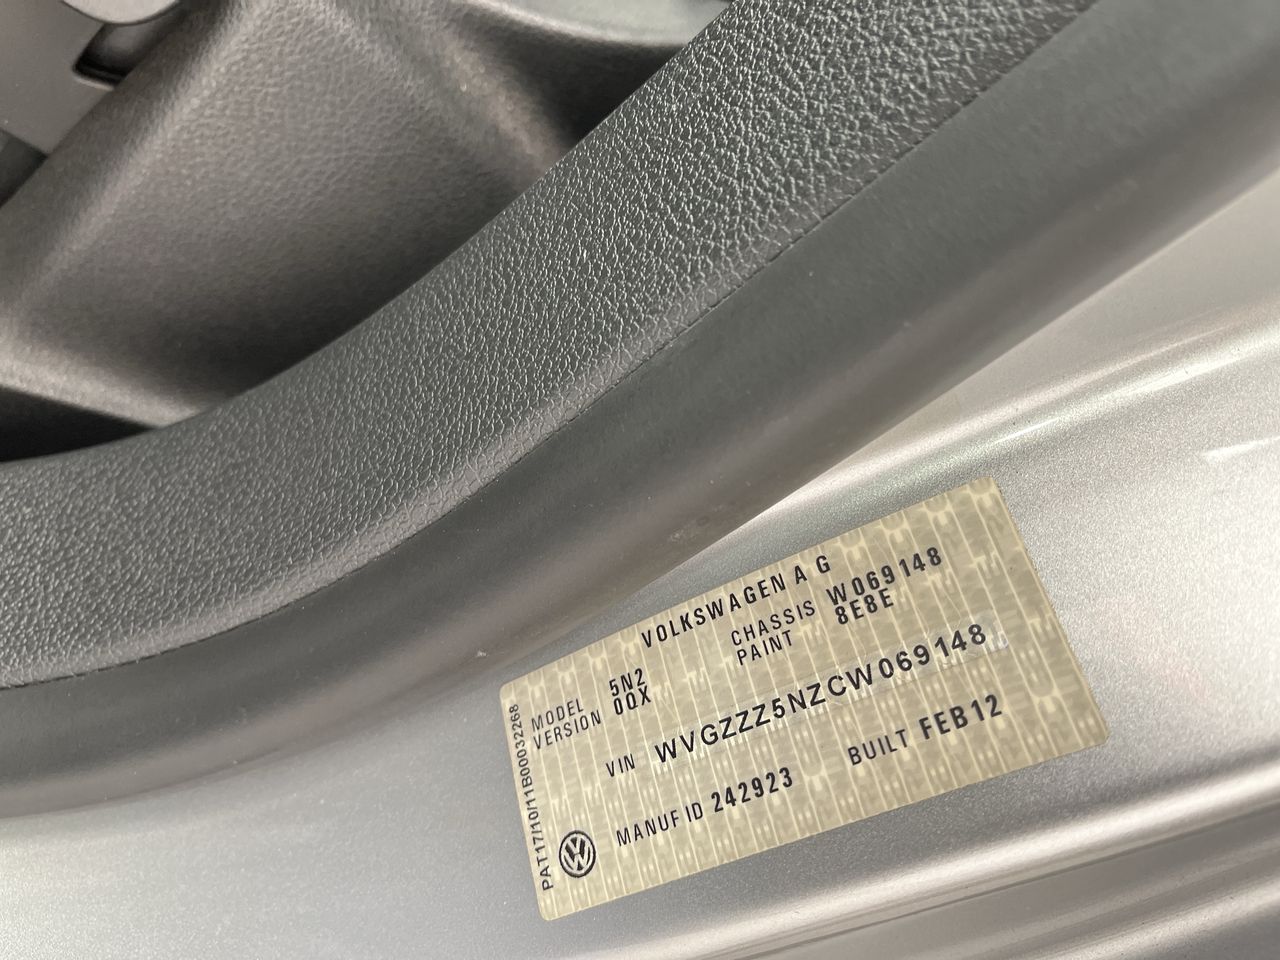 VOLKSWAGEN A G
MODEL 5N2 CHASSIS W069148
VERSION 0QX PAINT 8E8E
VIN WVGZZZ5NZCW069148
MANUF ID 242923 BUILT FEB12
PAT17/10/11B00032268